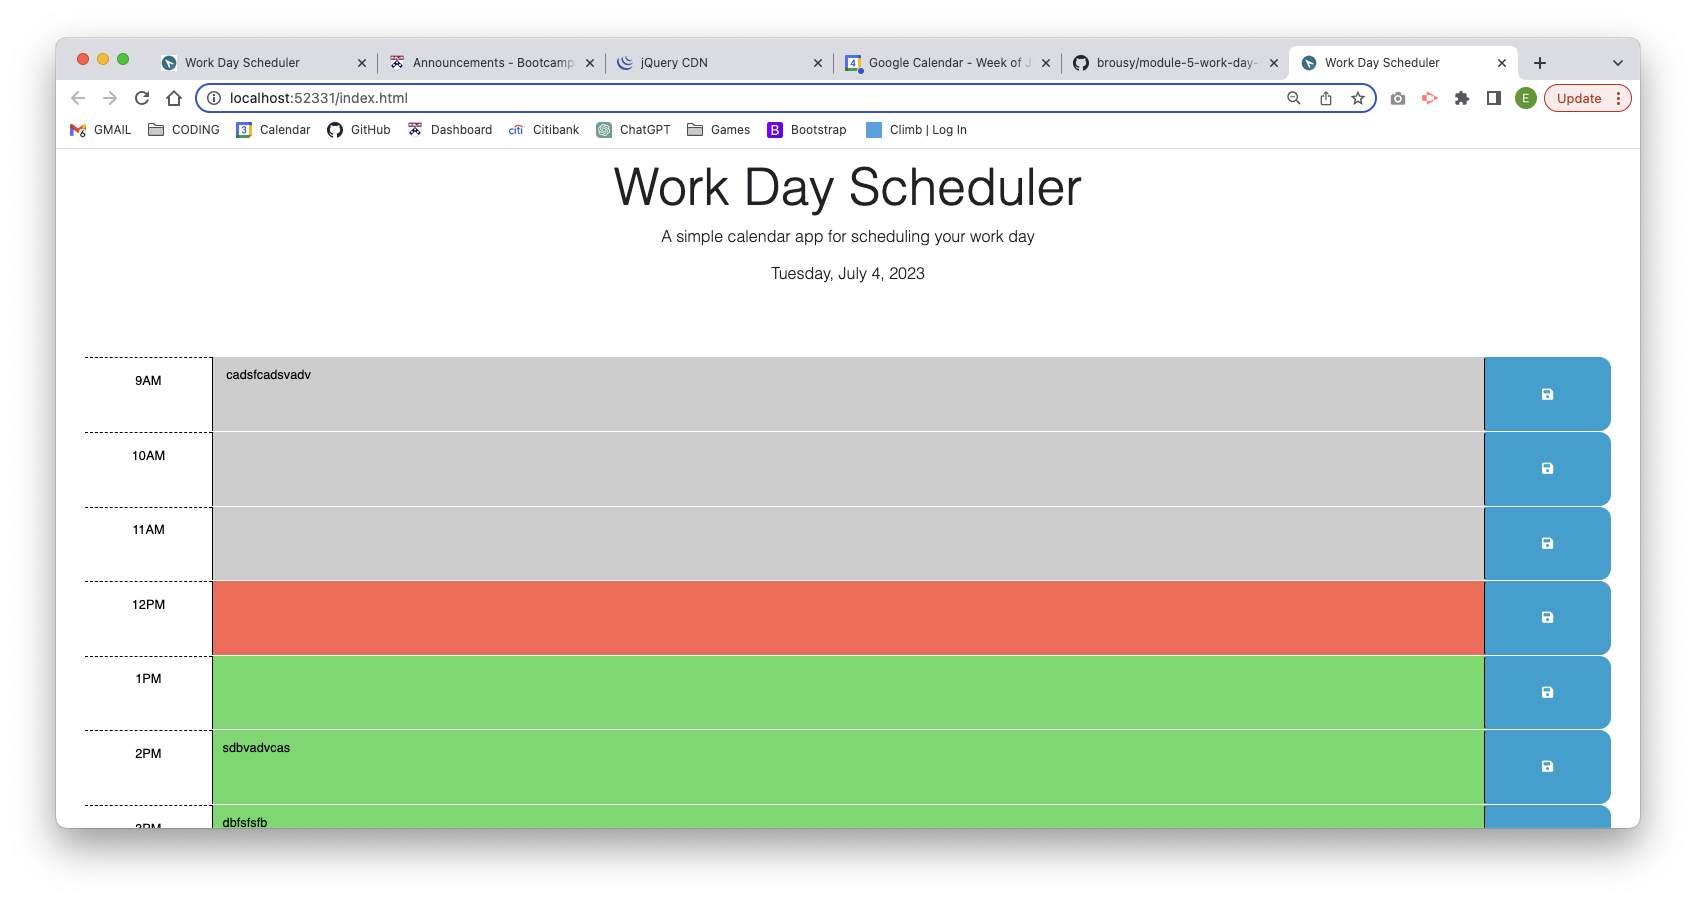 Work Day Scheduler
Announcements - Bootcamp
jQuery CDN
Google Calendar - Week of J
brousy/module-5-work-day-
Work Day Scheduler
localhost:52331/index.html
E
Update
GMAIL
CODING
3 Calendar
GitHub
Dashboard
citi Citibank
ChatGPT
Games
B Bootstrap
Climb | Log In
Work Day Scheduler
A simple calendar app for scheduling your work day
Tuesday, July 4, 2023
9AM
cadsfcadsvadv
10AM
11AM
12PM
1PM
2PM
sdbvadvcas
3PM
dbfsfsfb